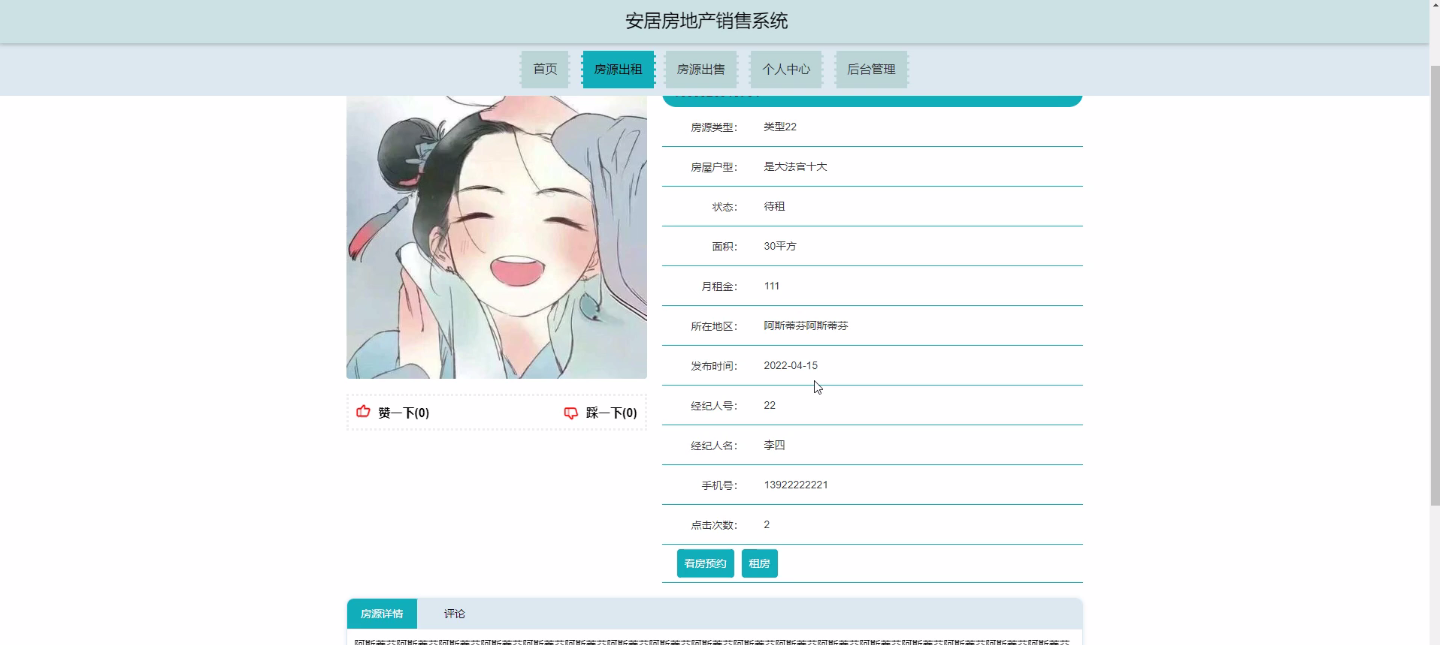 安居房地产销售系统
首页
房源出租
房源出售
个人中心
后台管理
房源类型： 类型22
房屋户型： 是大法官十大
状态： 待租
面积： 30平方
月租金： 111
所在地区： 阿斯蒂芬阿斯蒂芬
发布时间： 2022-04-15
经纪人号： 22
经纪人名： 李四
手机号： 13922222221
点击次数： 2
赞一下(0)
踩一下(0)
看房预约
租房
房源详情
评论